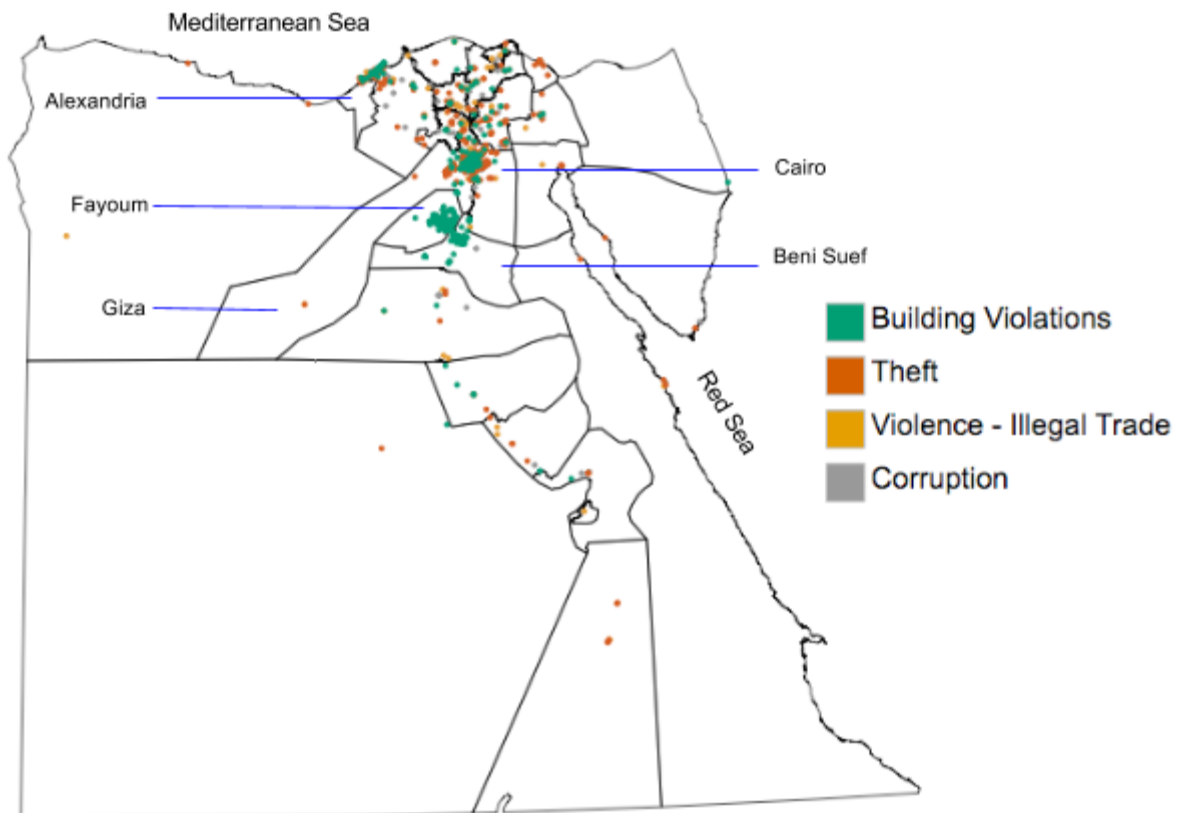 Mediterranean Sea
Alexandria
Cairo
Fayoum
Beni Suef
Giza
Red Sea
Building Violations
Theft
Violence - Illegal Trade
Corruption